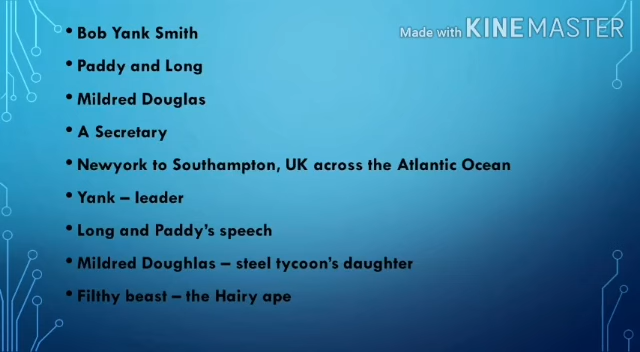 Made with KINEMASTER
• Bob Yank Smith
• Paddy and Long
• Mildred Douglas
• A Secretary
• Newyork to Southampton, UK across the Atlantic Ocean
• Yank – leader
• Long and Paddy's speech
• Mildred Doughlas – steel tycoon's daughter
• Filthy beast – the Hairy ape